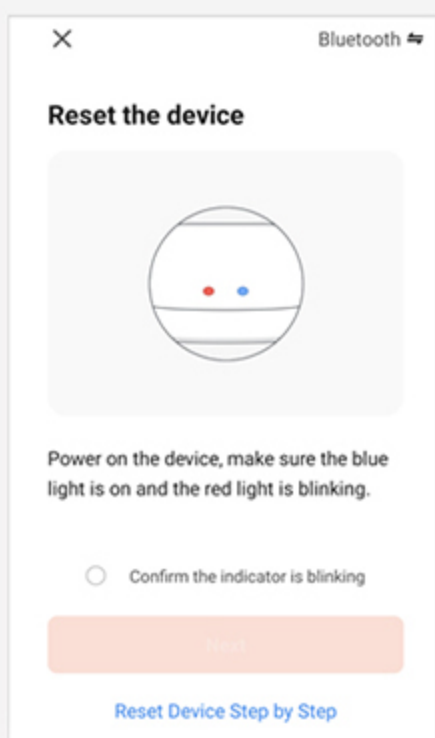 Bluetooth ⇋
Reset the device
Power on the device, make sure the blue
light is on and the red light is blinking.
Confirm the indicator is blinking
Next
Reset Device Step by Step